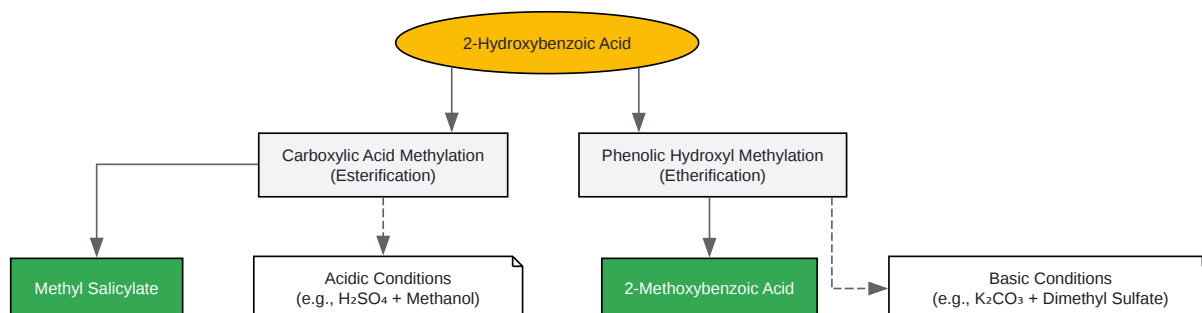 2-Hydroxybenzoic Acid
Carboxylic Acid Methylation
(Esterification)
Phenolic Hydroxyl Methylation
(Etherification)
Methyl Salicylate
Acidic Conditions
(e.g., H₂SO₄ + Methanol)
2-Methoxybenzoic Acid
Basic Conditions
(e.g., K₂CO₃ + Dimethyl Sulfate)